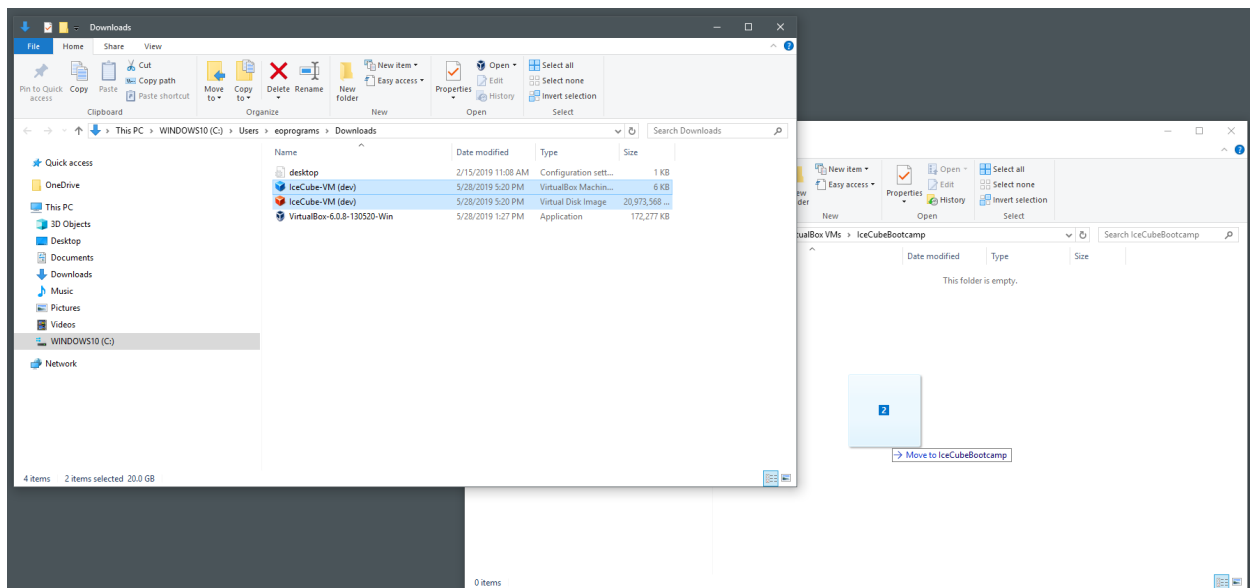 Downloads
File Home Share View
Pin to Quick access
Copy
Paste
Cut
Copy path
Paste shortcut
Clipboard
Move to
Copy to
Delete
Rename
Organize
New folder
New item
Easy access
New
Properties
Open
Edit
History
Open
Select all
Select none
Invert selection
Select
This PC > WINDOWS10 (C:) > Users > eoprograms > Downloads
Search Downloads
Quick access
OneDrive
This PC
3D Objects
Desktop
Documents
Downloads
Music
Pictures
Videos
WINDOWS10 (C:)
Network
Name Date modified Type Size
desktop 2/15/2019 11:08 AM Configuration sett... 1 KB
IceCube-VM (dev) 5/28/2019 5:20 PM VirtualBox Machin... 6 KB
IceCube-VM (dev) 5/28/2019 5:20 PM Virtual Disk Image 20,973,568 ...
VirtualBox-6.0.8-130520-Win 5/28/2019 1:27 PM Application 172,277 KB
4 items 2 items selected 20.0 GB
ew
der
New item
Easy access
New
Properties
Open
Edit
History
Open
Select all
Select none
Invert selection
Select
tualBox VMs > IceCubeBootcamp
Search IceCubeBootcamp
Date modified Type Size
This folder is empty.
2
Move to IceCubeBootcamp
0 items